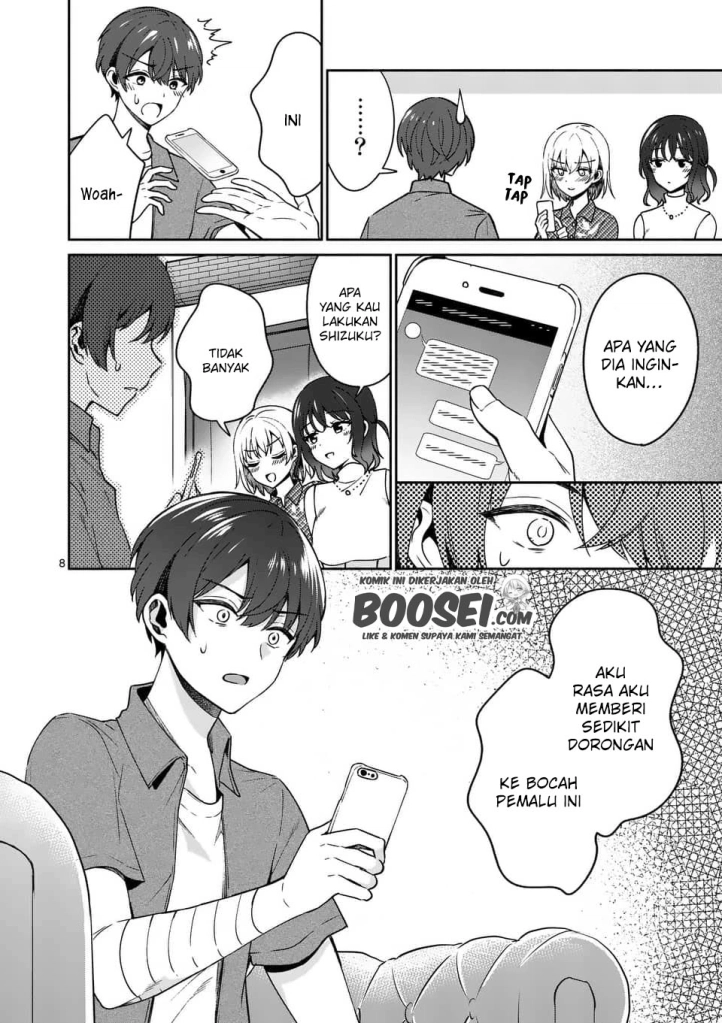 ......?
TAP
TAP
INI
Woah-
APA YANG
DIA INGIN-
KAN...
APA
YANG KAU
LAKUKAN
SHIZUKU?
TIDAK
BANYAK
8
KOMIK INI DIKERJAKAN OLEH
BOOSEI.COM
LIKE & KOMEN SUPAYA KAMI SEMANGAT
AKU
RASA AKU
MEMBERI
SEDIKIT
DORONGAN
KE BOCAH
PEMALU INI